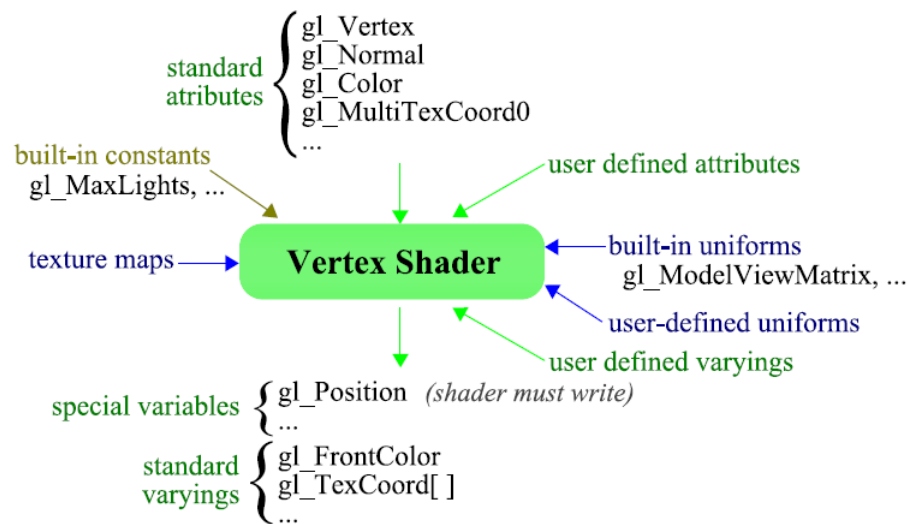 gl_Vertex
gl_Normal
standard
atributes
gl_Color
gl_MultiTexCoord0
...
built-in constants
gl_MaxLights, ...
user defined attributes
texture maps
Vertex Shader
built-in uniforms
gl_ModelViewMatrix, ...
user-defined uniforms
user defined varyings
special variables
gl_Position (shader must write)
...
standard
varyings
gl_FrontColor
gl_TexCoord[ ]
...